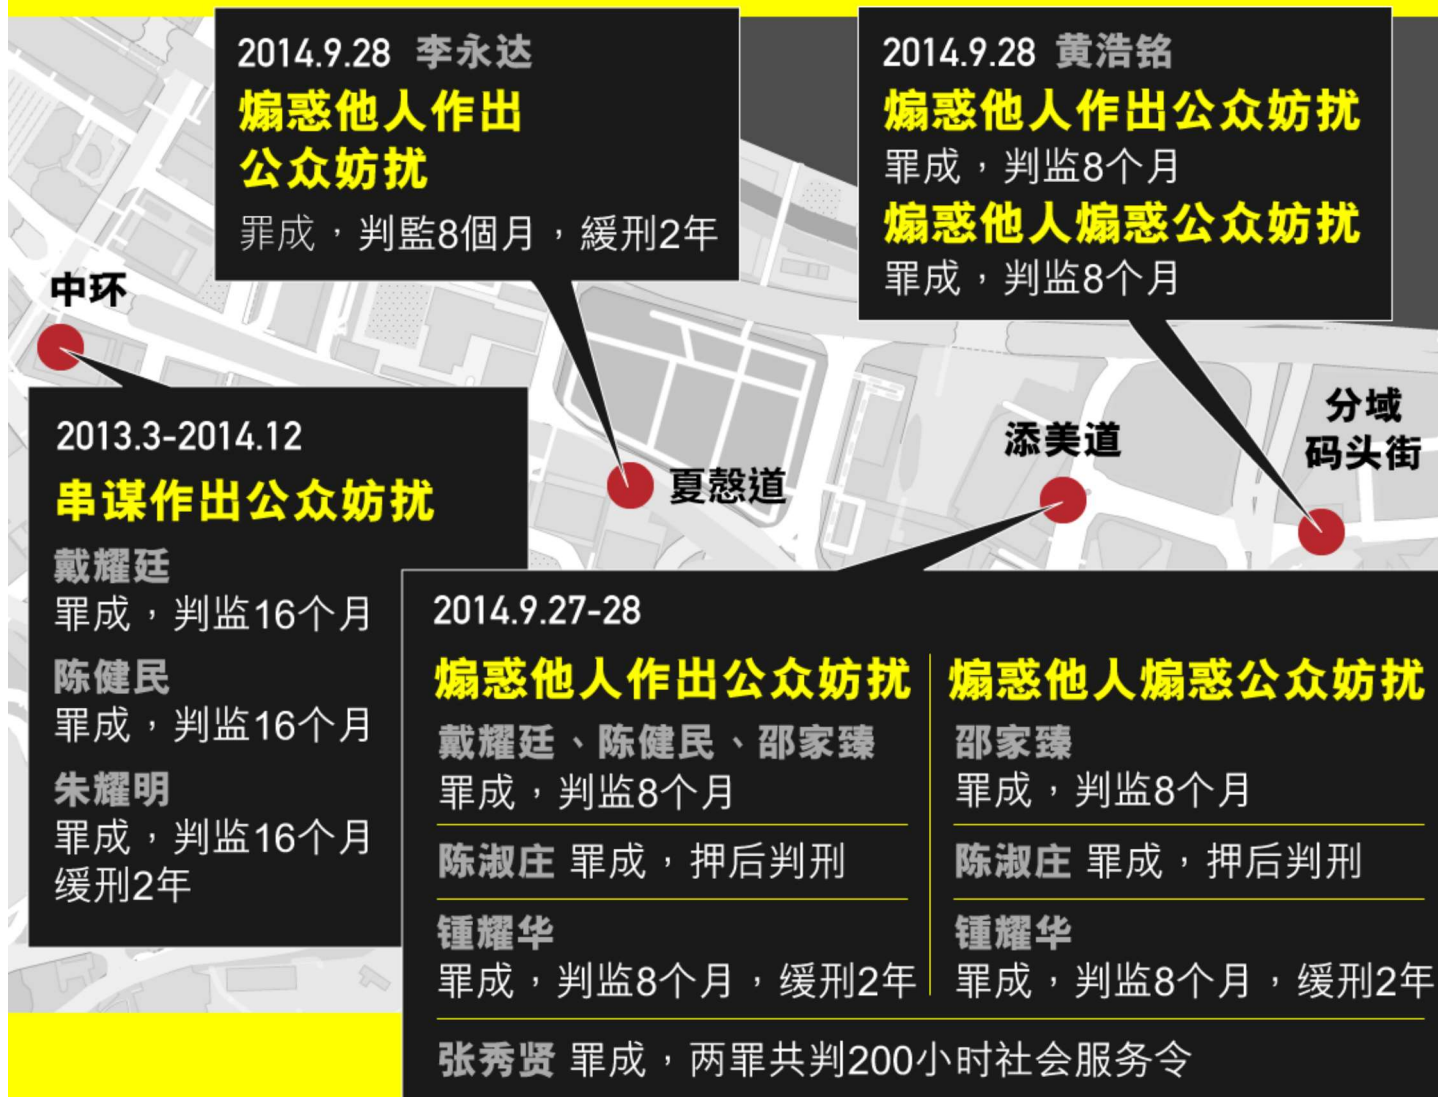 2014.9.28 李永达
煽惑他人作出
公众妨扰
罪成，判監8個月，緩刑2年
2014.9.28 黄浩铭
煽惑他人作出公众妨扰
罪成，判监8个月
煽惑他人煽惑公众妨扰
罪成，判监8个月
中环
2013.3-2014.12
串谋作出公众妨扰
戴耀廷
罪成，判监16个月
陈健民
罪成，判监16个月
朱耀明
罪成，判监16个月
缓刑2年
夏慤道
添美道
分域
码头街
2014.9.27-28
煽惑他人作出公众妨扰
戴耀廷、陈健民、邵家臻
罪成，判监8个月
陈淑庄 罪成，押后判刑
锺耀华
罪成，判监8个月，缓刑2年
煽惑他人煽惑公众妨扰
邵家臻
罪成，判监8个月
陈淑庄 罪成，押后判刑
锺耀华
罪成，判监8个月，缓刑2年
张秀贤 罪成，两罪共判200小时社会服务令